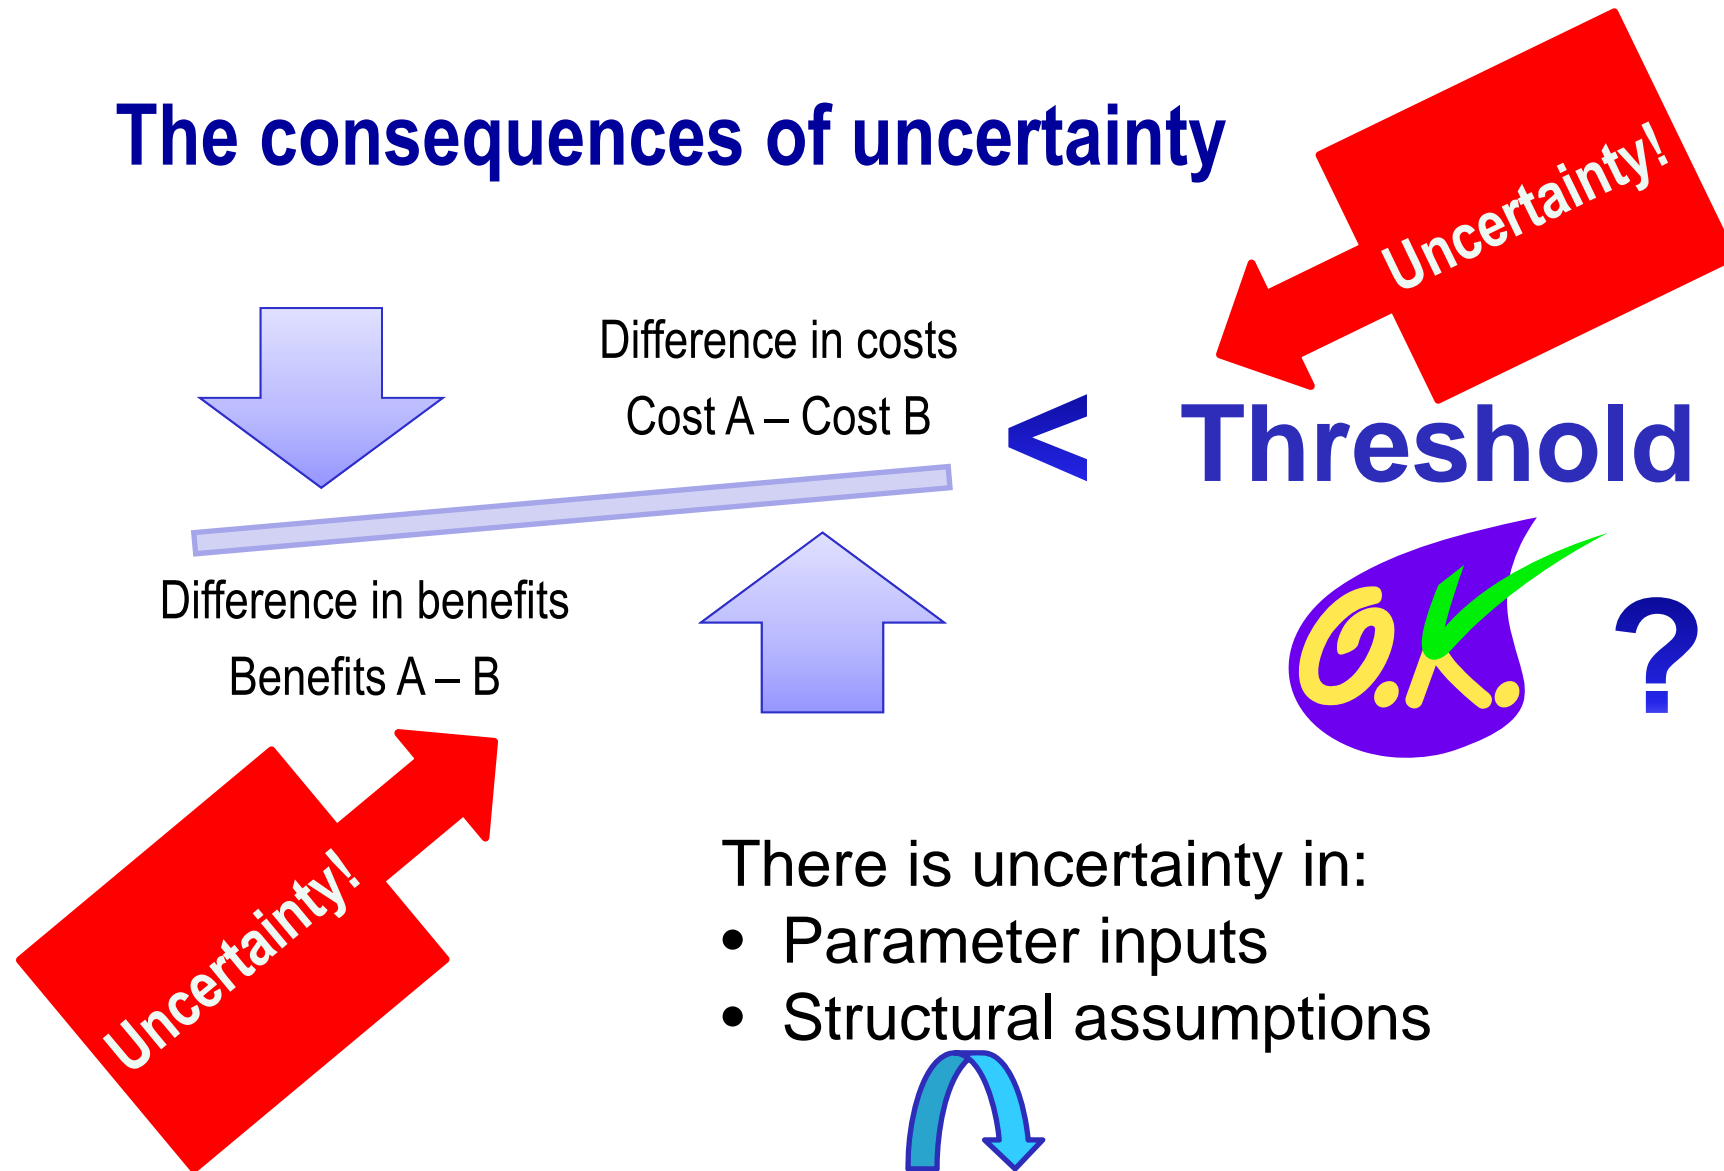 The consequences of uncertainty
Uncertainty!
Difference in costs
Cost A – Cost B
<
Threshold
Difference in benefits
Benefits A – B
O.K.
?
Uncertainty!
There is uncertainty in:
• Parameter inputs
• Structural assumptions